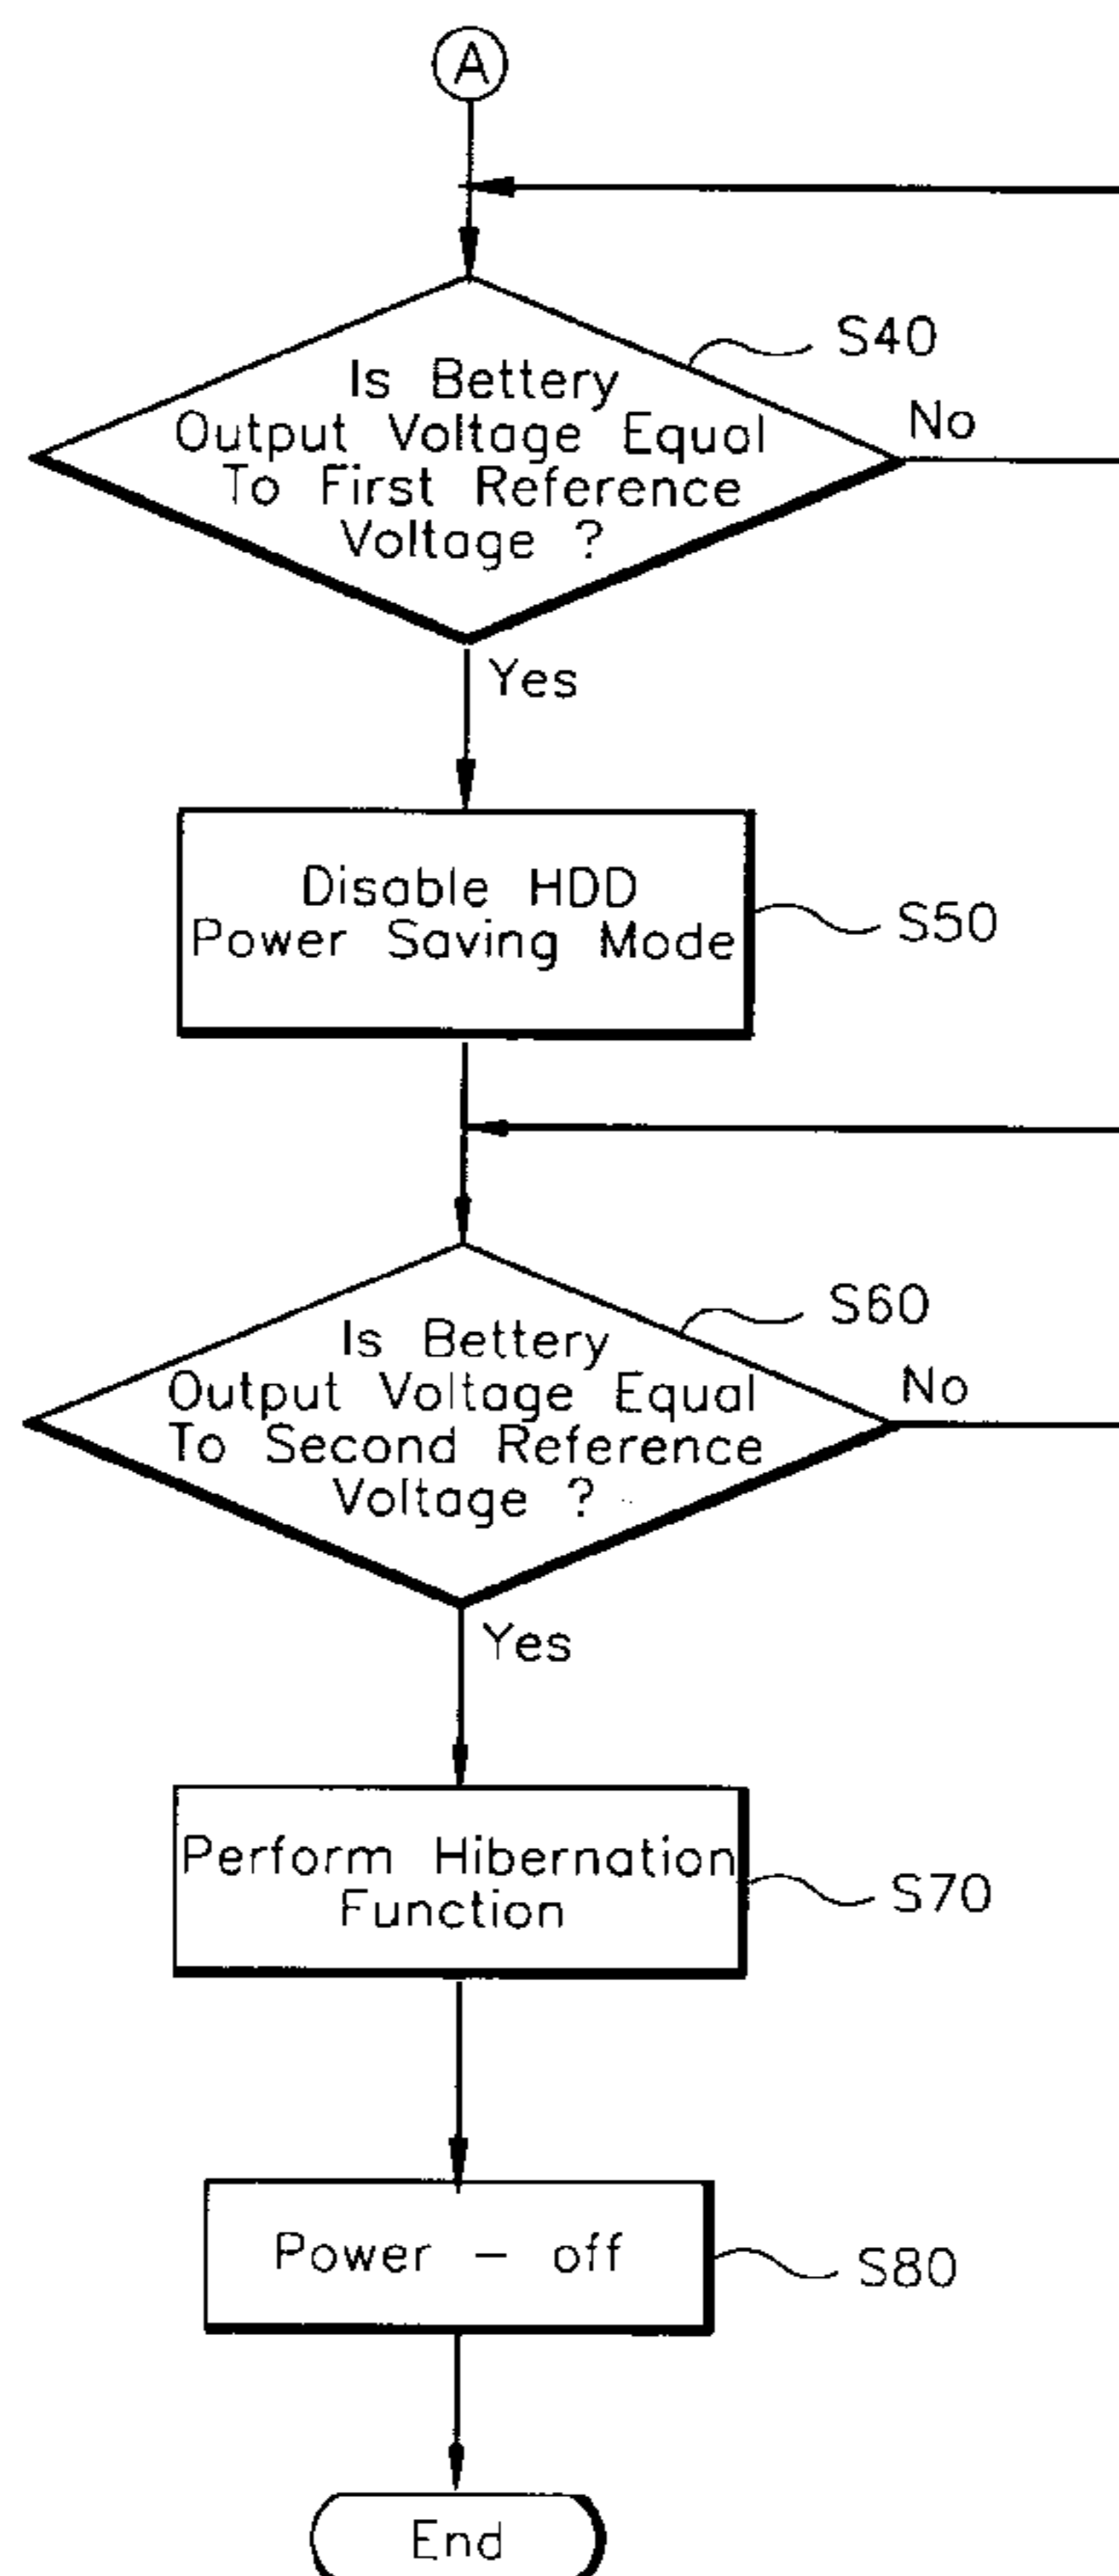 A
Is Bettery
Output Voltage Equal
To First Reference
Voltage ?
S40
No
Yes
Disable HDD
Power Saving Mode
S50
Is Bettery
Output Voltage Equal
To Second Reference
Voltage ?
S60
No
Yes
Perform Hibernation
Function
S70
Power - off
S80
End